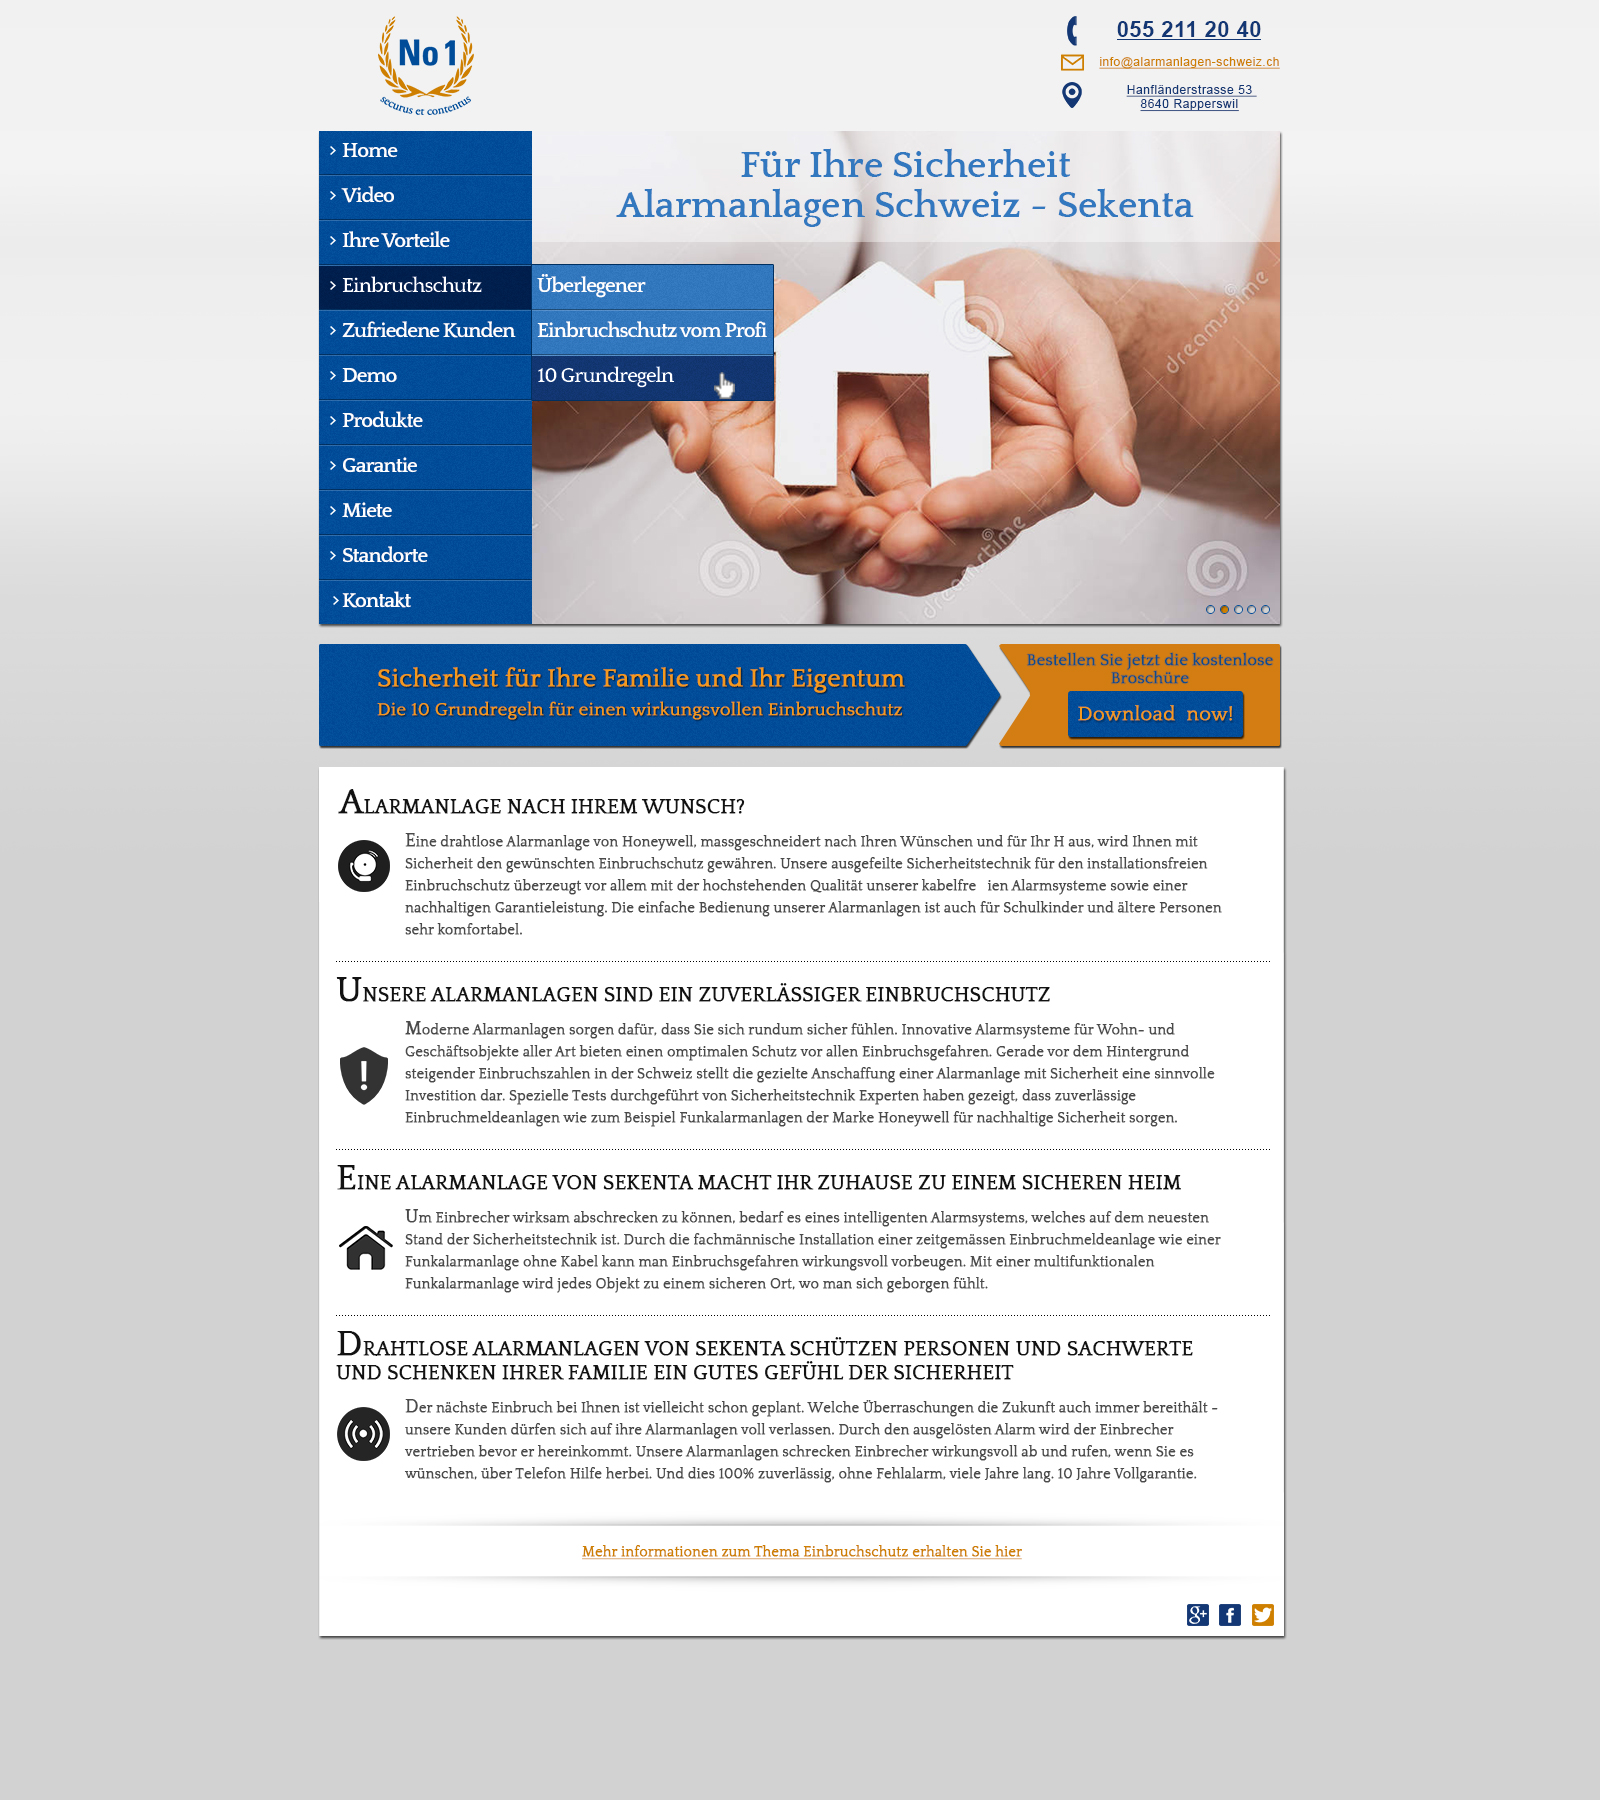 No 1
securus et contentus
055 211 20 40
info@alarmanlagen-schweiz.ch
Hanfländerstrasse 53
8640 Rapperswil
> Home
> Video
> Ihre Vorteile
> Einbruchschutz
> Zufriedene Kunden
> Demo
> Produkte
> Garantie
> Miete
> Standorte
> Kontakt
Überlegener
Einbruchschutz vom Profi
10 Grundregeln
Für Ihre Sicherheit
Alarmanlagen Schweiz - Sekenta
dreamstime
dreamstime
Sicherheit für Ihre Familie und Ihr Eigentum
Die 10 Grundregeln für einen wirkungsvollen Einbruchschutz
Bestellen Sie jetzt die kostenlose
Broschüre
Download now!
ALARMANLAGE NACH IHREM WUNSCH?
Eine drahtlose Alarmanlage von Honeywell, massgeschneidert nach Ihren Wünschen und für Ihr H aus, wird Ihnen mit
Sicherheit den gewünschten Einbruchschutz gewähren. Unsere ausgefeilte Sicherheitstechnik für den installationsfreien
Einbruchschutz überzeugt vor allem mit der hochstehenden Qualität unserer kabelfre ien Alarmsysteme sowie einer
nachhaltigen Garantieleistung. Die einfache Bedienung unserer Alarmanlagen ist auch für Schulkinder und ältere Personen
sehr komfortabel.
UNSERE ALARMANLAGEN SIND EIN ZUVERLÄSSIGER EINBRUCHSCHUTZ
Moderne Alarmanlagen sorgen dafür, dass Sie sich rundum sicher fühlen. Innovative Alarmsysteme für Wohn- und
Geschäftsobjekte aller Art bieten einen omptimalen Schutz vor allen Einbruchsgefahren. Gerade vor dem Hintergrund
steigender Einbruchszahlen in der Schweiz stellt die gezielte Anschaffung einer Alarmanlage mit Sicherheit eine sinnvolle
Investition dar. Spezielle Tests durchgeführt von Sicherheitstechnik Experten haben gezeigt, dass zuverlässige
Einbruchmeldeanlagen wie zum Beispiel Funkalarmanlagen der Marke Honeywell für nachhaltige Sicherheit sorgen.
EINE ALARMANLAGE VON SEKENTA MACHT IHR ZUHAUSE ZU EINEM SICHEREN HEIM
Um Einbrecher wirksam abschrecken zu können, bedarf es eines intelligenten Alarmsystems, welches auf dem neuesten
Stand der Sicherheitstechnik ist. Durch die fachmännische Installation einer zeitgemässen Einbruchmeldeanlage wie einer
Funkalarmanlage ohne Kabel kann man Einbruchsgefahren wirkungsvoll vorbeugen. Mit einer multifunktionalen
Funkalarmanlage wird jedes Objekt zu einem sicheren Ort, wo man sich geborgen fühlt.
DRAHTLOSE ALARMANLAGEN VON SEKENTA SCHÜTZEN PERSONEN UND SACHWERTE
UND SCHENKEN IHRER FAMILIE EIN GUTES GEFÜHL DER SICHERHEIT
Der nächste Einbruch bei Ihnen ist vielleicht schon geplant. Welche Überraschungen die Zukunft auch immer bereithält -
unsere Kunden dürfen sich auf ihre Alarmanlagen voll verlassen. Durch den ausgelösten Alarm wird der Einbrecher
vertrieben bevor er hereinkommt. Unsere Alarmanlagen schrecken Einbrecher wirkungsvoll ab und rufen, wenn Sie es
wünschen, über Telefon Hilfe herbei. Und dies 100% zuverlässig, ohne Fehlalarm, viele Jahre lang. 10 Jahre Vollgarantie.
Mehr informationen zum Thema Einbruchschutz erhalten Sie hier